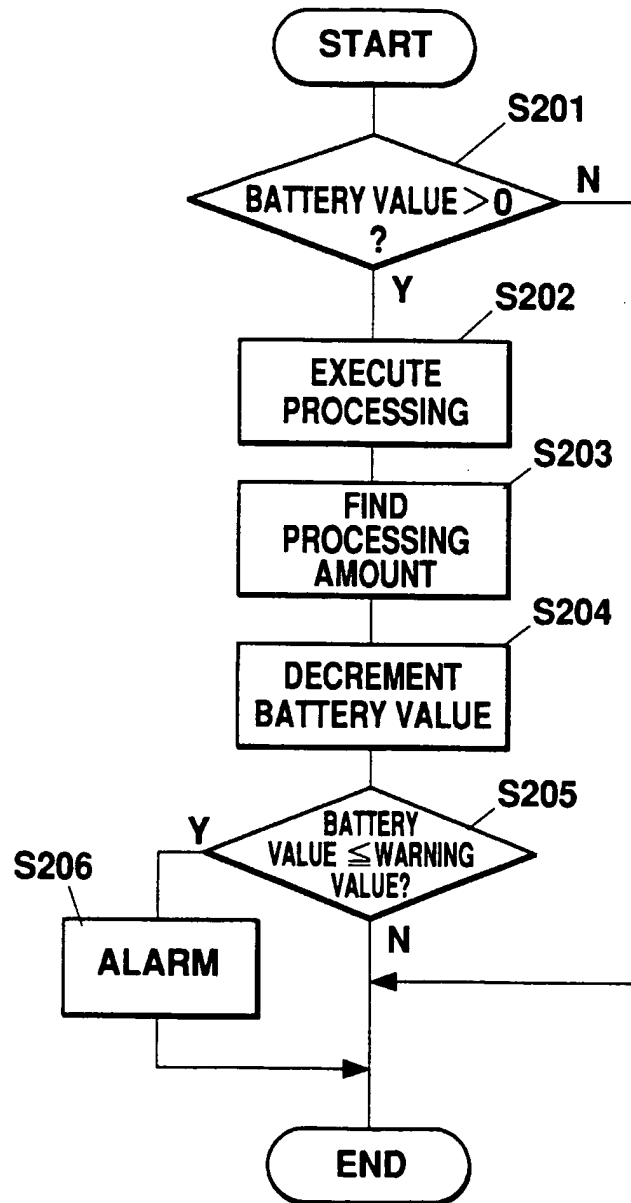 START
S201
BATTERY VALUE >0
?
N
Y
S202
EXECUTE
PROCESSING
S203
FIND
PROCESSING
AMOUNT
S204
DECREMENT
BATTERY VALUE
S205
BATTERY
VALUE ≦WARNING
VALUE?
Y
N
S206
ALARM
END